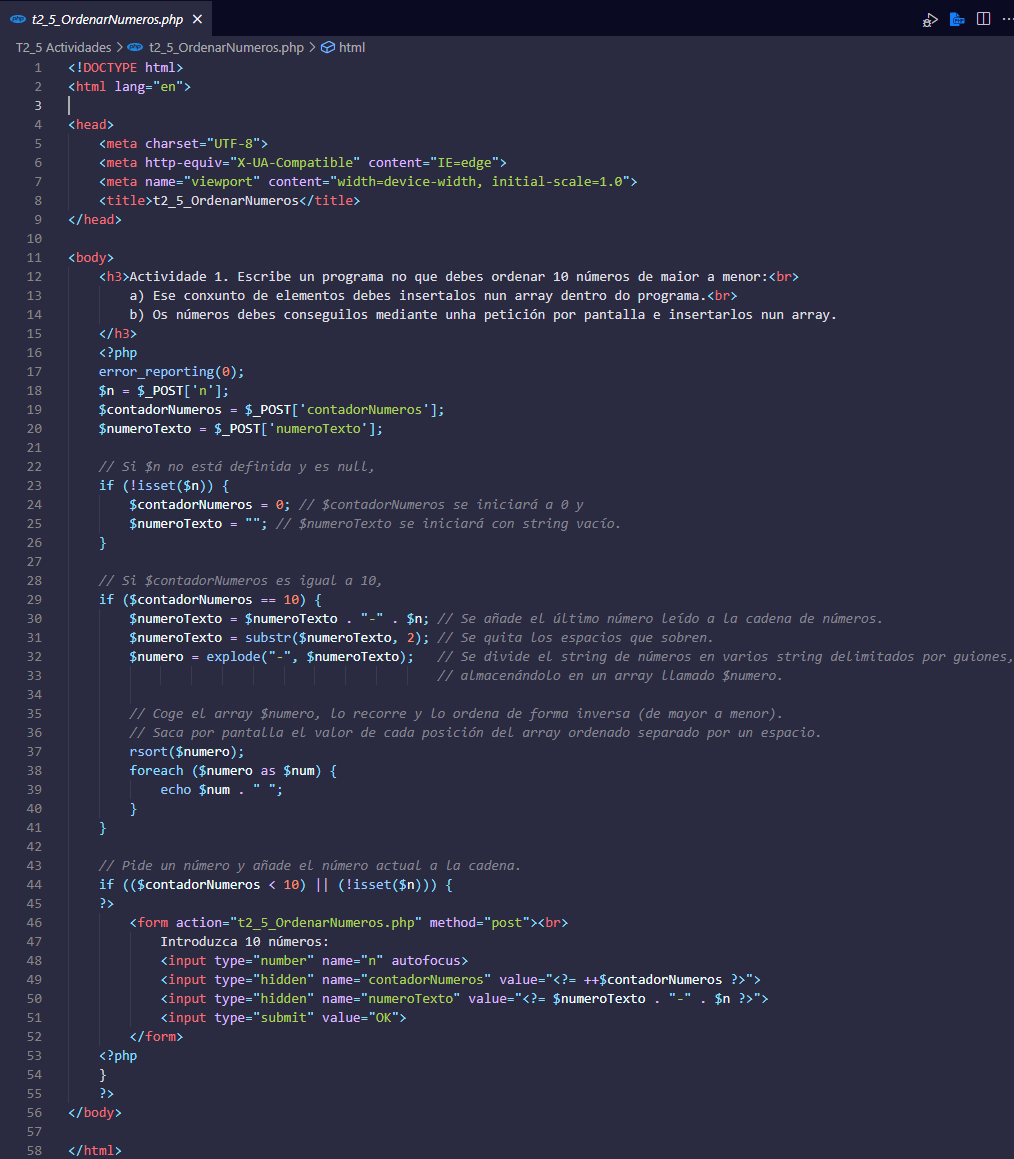 t2_5_OrdenarNumeros.php
T2_5 Actividades > t2_5_OrdenarNumeros.php > html
1 <!DOCTYPE html>
2 <html lang="en">
3
4 <head>
5     <meta charset="UTF-8">
6     <meta http-equiv="X-UA-Compatible" content="IE=edge">
7     <meta name="viewport" content="width=device-width, initial-scale=1.0">
8     <title>t2_5_OrdenarNumeros</title>
9 </head>
10
11 <body>
12     <h3>Actividade 1. Escribe un programa no que debes ordenar 10 números de maior a menor:<br>
13         a) Ese conxunto de elementos debes insertalos nun array dentro do programa.<br>
14         b) Os números debes conseguilos mediante unha petición por pantalla e insertarlos nun array.
15     </h3>
16     <?php
17     error_reporting(0);
18     $n = $_POST['n'];
19     $contadorNumeros = $_POST['contadorNumeros'];
20     $numeroTexto = $_POST['numeroTexto'];
21
22     // Si $n no está definida y es null,
23     if (!isset($n)) {
24         $contadorNumeros = 0; // $contadorNumeros se iniciará a 0 y
25         $numeroTexto = ""; // $numeroTexto se iniciará con string vacío.
26     }
27
28     // Si $contadorNumeros es igual a 10,
29     if ($contadorNumeros == 10) {
30         $numeroTexto = $numeroTexto . "-" . $n; // Se añade el último número leído a la cadena de números.
31         $numeroTexto = substr($numeroTexto, 2); // Se quita los espacios que sobren.
32         $numero = explode("-", $numeroTexto);   // Se divide el string de números en varios string delimitados por guiones,
33                                                 // almacenándolo en un array llamado $numero.
34
35         // Coge el array $numero, lo recorre y lo ordena de forma inversa (de mayor a menor).
36         // Saca por pantalla el valor de cada posición del array ordenado separado por un espacio.
37         rsort($numero);
38         foreach ($numero as $num) {
39             echo $num . " ";
40         }
41     }
42
43     // Pide un número y añade el número actual a la cadena.
44     if (($contadorNumeros < 10) || (!isset($n))) {
45     ?>
46         <form action="t2_5_OrdenarNumeros.php" method="post"><br>
47             Introduzca 10 números:
48             <input type="number" name="n" autofocus>
49             <input type="hidden" name="contadorNumeros" value="<?= ++$contadorNumeros ?>">
50             <input type="hidden" name="numeroTexto" value="<?= $numeroTexto . "-" . $n ?>">
51             <input type="submit" value="OK">
52         </form>
53     <?php
54     }
55     ?>
56 </body>
57
58 </html>